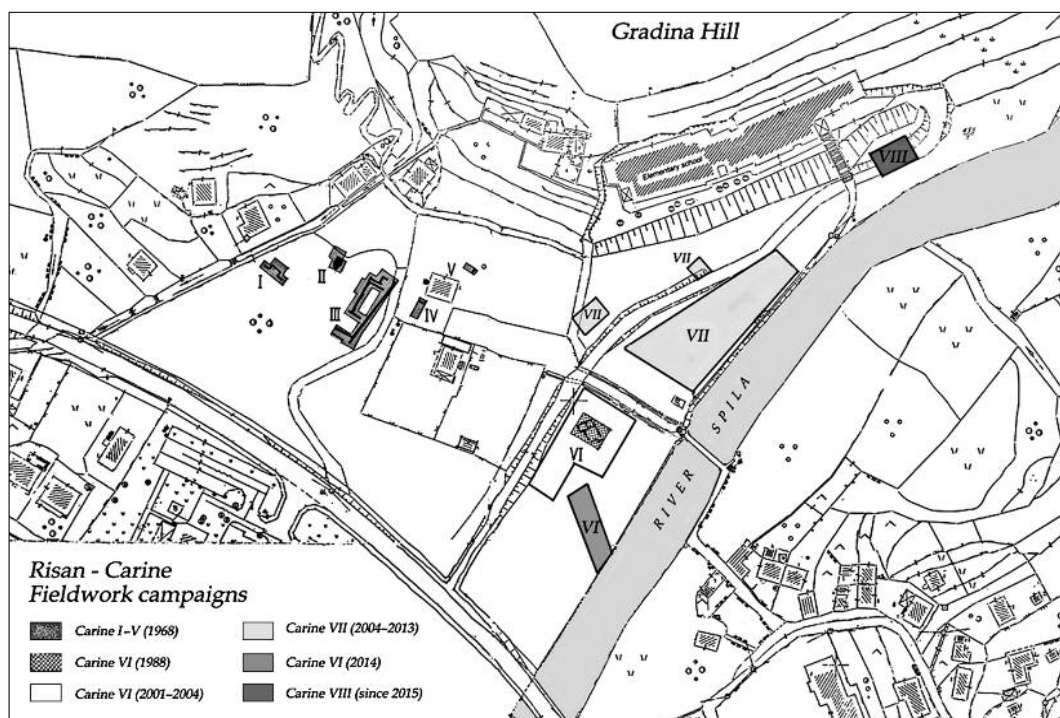 Gradina Hill
Elementary school
VIII
I
II
III
V
IV
VII
VII
VII
VI
VI
RIVER SPILA
Risan - Carine
Fieldwork campaigns
Carine I–V (1968)
Carine VI (1988)
Carine VI (2001–2004)
Carine VII (2004–2013)
Carine VI (2014)
Carine VIII (since 2015)